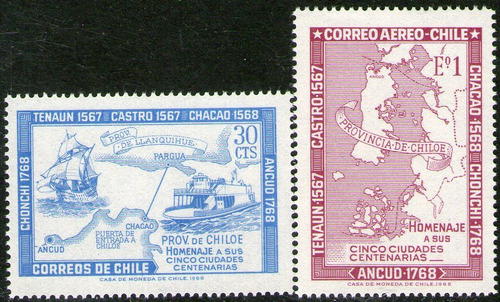 TENAUN 1567 CASTRO 1567 CHACAO 1568
CHONCHI 1768
ANCUD 1768
PROV.
DE LLANQUIHUE
PARGUA
30
CTS
CHACAO
PUERTA DE
ENTRADA A
CHILOE
ANCUD
PROV. DE CHILOE
HOMENAJE A SUS
CINCO CIUDADES
CENTENARIAS
CORREOS DE CHILE
CASA DE MONEDA DE CHILE.1968
CORREO AEREO-CHILE
TENAUN-1567 CASTRO-1567
CHACAO-1568 CHONCHI-1768
Eº1
ANCUD
PROVINCIA-DE-CHILOE
HOMENAJE
A SUS
CINCO CIUDADES
CENTENARIAS
ANCUD-1768
CASA DE MONEDA DE CHILE.1968